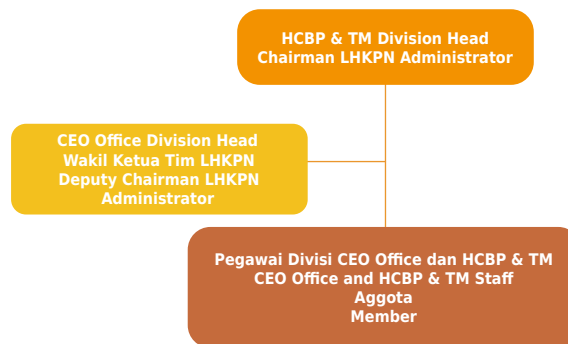 HCBP & TM Division Head
Chairman LHKPN Administrator
CEO Office Division Head
Wakil Ketua Tim LHKPN
Deputy Chairman LHKPN
Administrator
Pegawai Divisi CEO Office dan HCBP & TM
CEO Office and HCBP & TM Staff
Aggota
Member